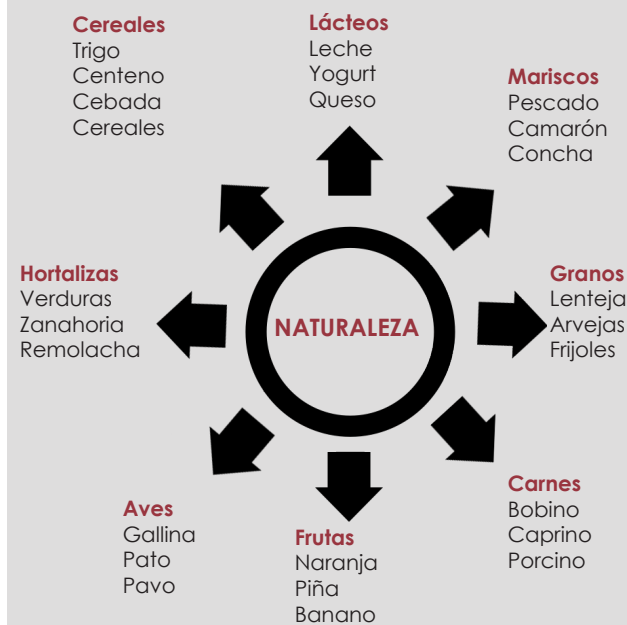 Cereales
Trigo
Centeno
Cebada
Cereales
Lácteos
Leche
Yogurt
Queso
Mariscos
Pescado
Camarón
Concha
Hortalizas
Verduras
Zanahoria
Remolacha
NATURALEZA
Granos
Lenteja
Arvejas
Frijoles
Aves
Gallina
Pato
Pavo
Frutas
Naranja
Piña
Banano
Carnes
Bobino
Caprino
Porcino